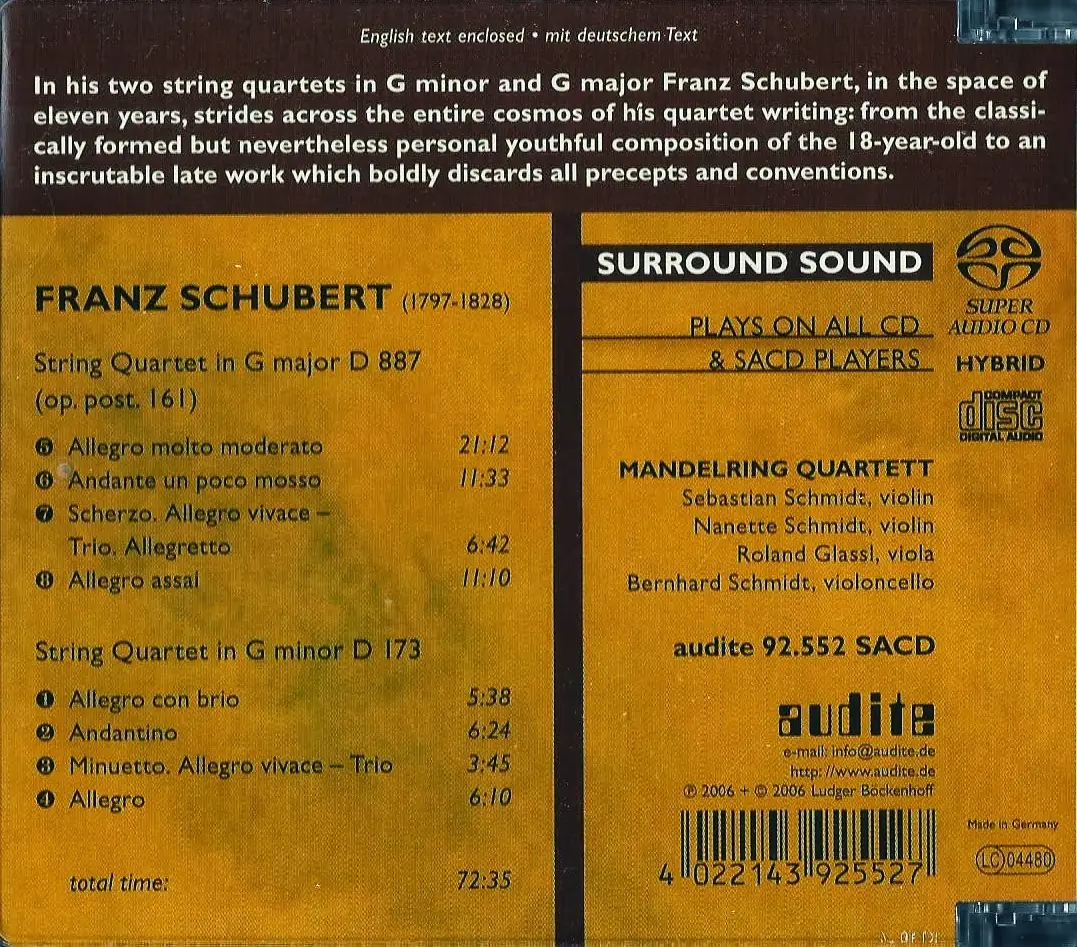 English text enclosed • mit deutschem Text
In his two string quartets in G minor and G major Franz Schubert, in the space of
eleven years, strides across the entire cosmos of his quartet writing: from the classi-
cally formed but nevertheless personal youthful composition of the 18-year-old to an
inscrutable late work which boldly discards all precepts and conventions.
FRANZ SCHUBERT (1797-1828)
String Quartet in G major D 887
(op. post. 161)
5 Allegro molto moderato 21:12
6 Andante un poco mosso 11:33
7 Scherzo. Allegro vivace –
Trio. Allegretto 6:42
8 Allegro assai 11:10
String Quartet in G minor D 173
1 Allegro con brio 5:38
2 Andantino 6:24
3 Minuetto. Allegro vivace – Trio 3:45
4 Allegro 6:10
total time: 72:35
SURROUND SOUND
PLAYS ON ALL CD
& SACD PLAYERS
SUPER
AUDIO CD
HYBRID
COMPACT
disc
DIGITAL AUDIO
MANDELRING QUARTETT
Sebastian Schmidt, violin
Nanette Schmidt, violin
Roland Glassl, viola
Bernhard Schmidt, violoncello
audite 92.552 SACD
audite
e-mail: info@audite.de
http://www.audite.de
℗ 2006 + © 2006 Ludger Böckenhoff
4 022143 925527
Made in Germany
LC 04480